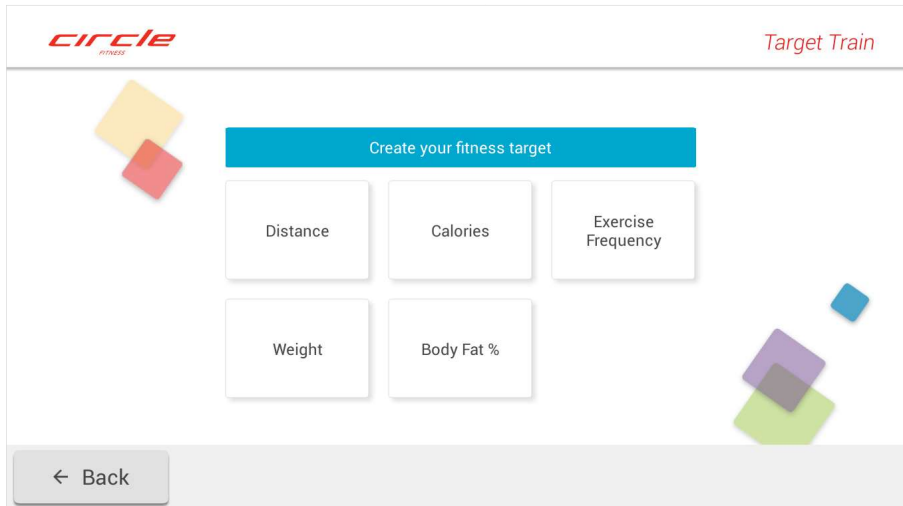 circle
FITNESS
Target Train
Create your fitness target
Distance
Calories
Exercise
Frequency
Weight
Body Fat %
← Back